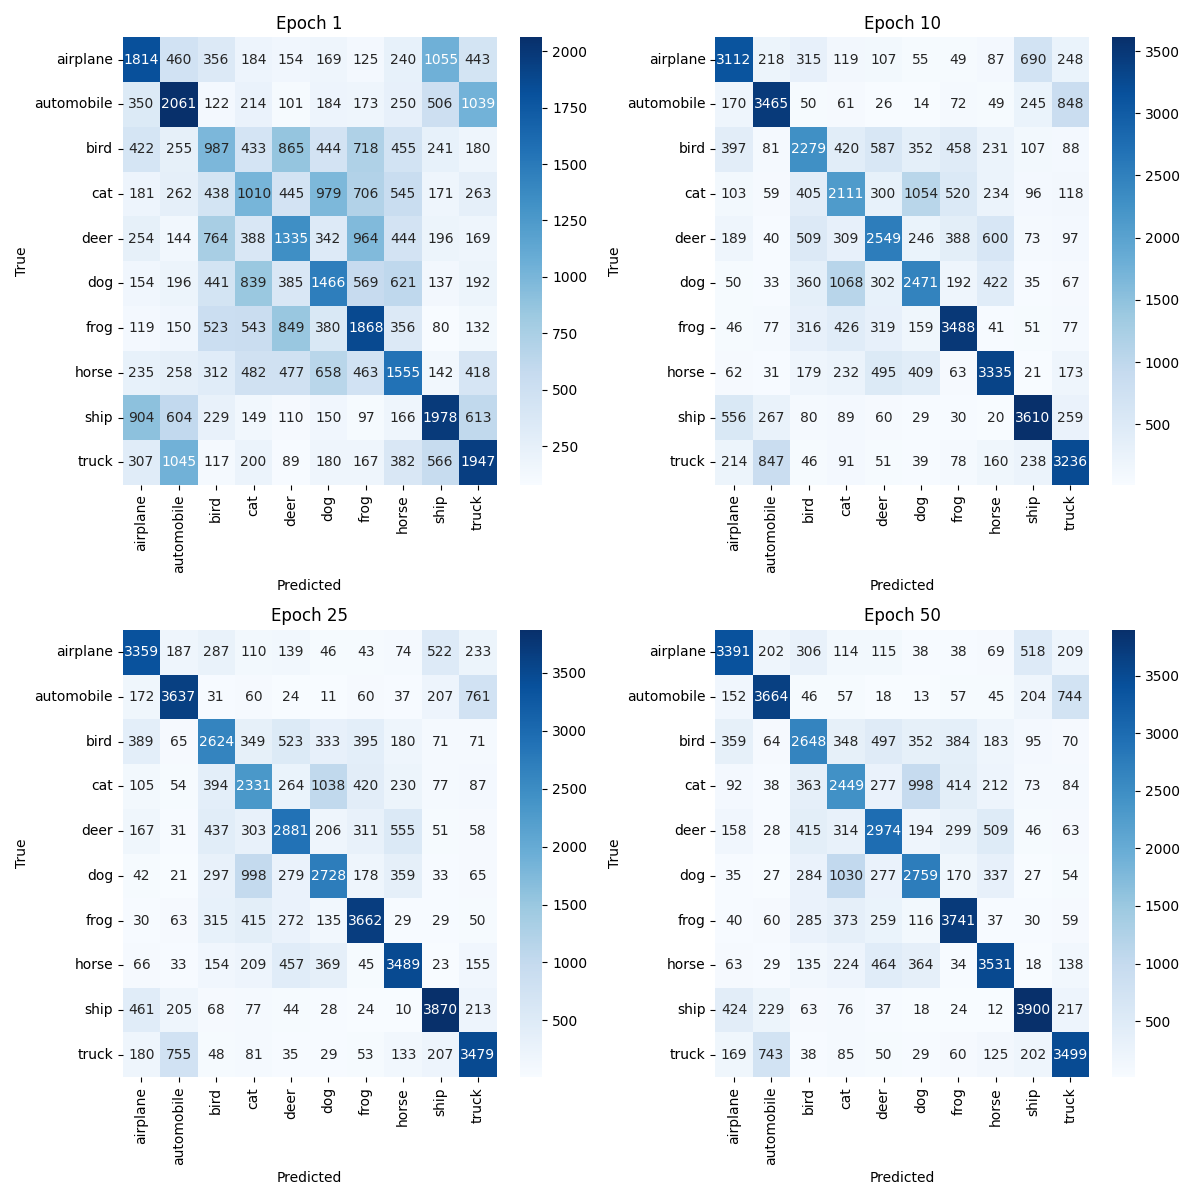 Epoch 1
airplane 1814 460 356 184 154 169 125 240 1055 443
automobile 350 2061 122 214 101 184 173 250 506 1039
bird 422 255 987 433 865 444 718 455 241 180
cat 181 262 438 1010 445 979 706 545 171 263
deer 254 144 764 388 1335 342 964 444 196 169
dog 154 196 441 839 385 1466 569 621 137 192
frog 119 150 523 543 849 380 1868 356 80 132
horse 235 258 312 482 477 658 463 1555 142 418
ship 904 604 229 149 110 150 97 166 1978 613
truck 307 1045 117 200 89 180 167 382 566 1947
airplane automobile bird cat deer dog frog horse ship truck
True
Predicted
2000
1750
1500
1250
1000
750
500
250
Epoch 10
airplane 3112 218 315 119 107 55 49 87 690 248
automobile 170 3465 50 61 26 14 72 49 245 848
bird 397 81 2279 420 587 352 458 231 107 88
cat 103 59 405 2111 300 1054 520 234 96 118
deer 189 40 509 309 2549 246 388 600 73 97
dog 50 33 360 1068 302 2471 192 422 35 67
frog 46 77 316 426 319 159 3488 41 51 77
horse 62 31 179 232 495 409 63 3335 21 173
ship 556 267 80 89 60 29 30 20 3610 259
truck 214 847 46 91 51 39 78 160 238 3236
airplane automobile bird cat deer dog frog horse ship truck
True
Predicted
3500
3000
2500
2000
1500
1000
500
Epoch 25
airplane 3359 187 287 110 139 46 43 74 522 233
automobile 172 3637 31 60 24 11 60 37 207 761
bird 389 65 2624 349 523 333 395 180 71 71
cat 105 54 394 2331 264 1038 420 230 77 87
deer 167 31 437 303 2881 206 311 555 51 58
dog 42 21 297 998 279 2728 178 359 33 65
frog 30 63 315 415 272 135 3662 29 29 50
horse 66 33 154 209 457 369 45 3489 23 155
ship 461 205 68 77 44 28 24 10 3870 213
truck 180 755 48 81 35 29 53 133 207 3479
airplane automobile bird cat deer dog frog horse ship truck
True
Predicted
3500
3000
2500
2000
1500
1000
500
Epoch 50
airplane 3391 202 306 114 115 38 38 69 518 209
automobile 152 3664 46 57 18 13 57 45 204 744
bird 359 64 2648 348 497 352 384 183 95 70
cat 92 38 363 2449 277 998 414 212 73 84
deer 158 28 415 314 2974 194 299 509 46 63
dog 35 27 284 1030 277 2759 170 337 27 54
frog 40 60 285 373 259 116 3741 37 30 59
horse 63 29 135 224 464 364 34 3531 18 138
ship 424 229 63 76 37 18 24 12 3900 217
truck 169 743 38 85 50 29 60 125 202 3499
airplane automobile bird cat deer dog frog horse ship truck
True
Predicted
3500
3000
2500
2000
1500
1000
500